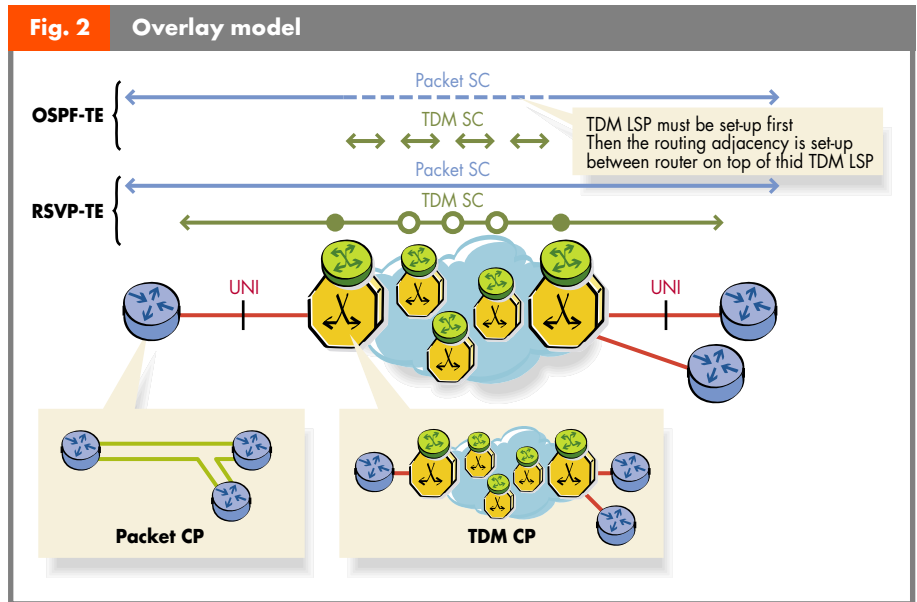 Fig. 2
Overlay model
Packet SC
OSPF-TE
TDM SC
TDM LSP must be set-up first
Then the routing adjacency is set-up
between router on top of thid TDM LSP
Packet SC
RSVP-TE
TDM SC
UNI
UNI
Packet CP
TDM CP